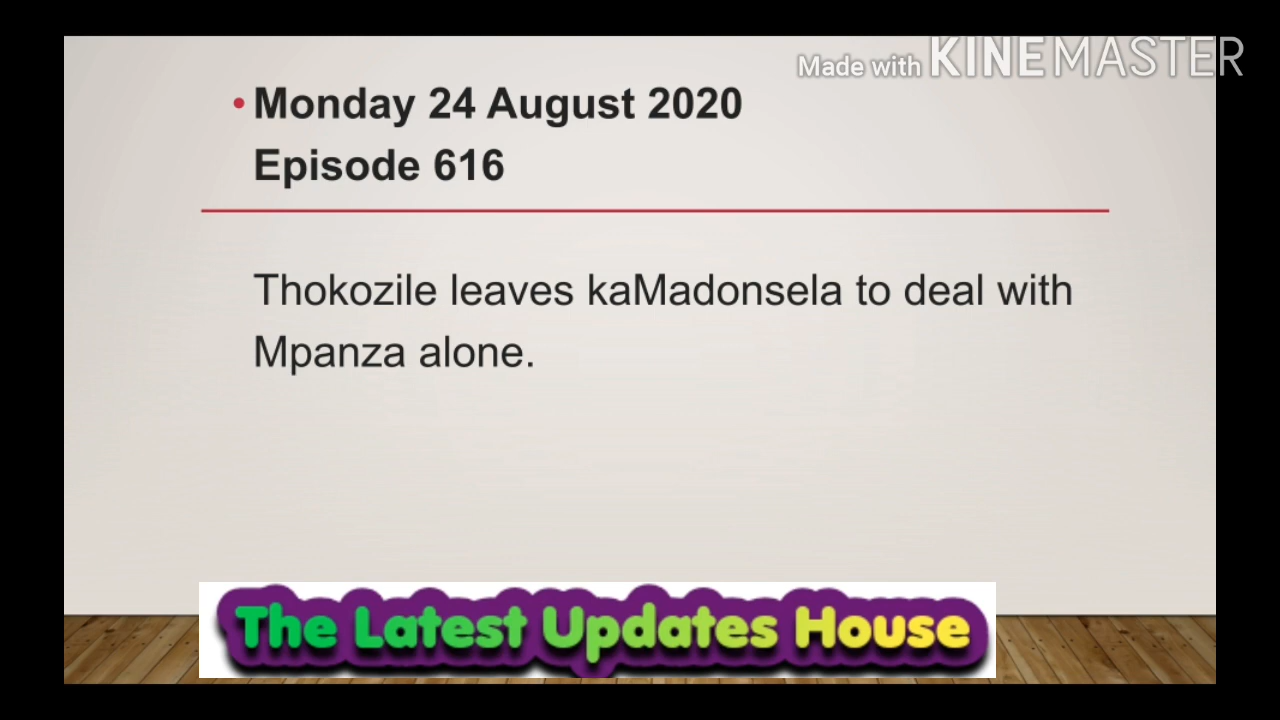 Made with KINEMASTER
• Monday 24 August 2020
Episode 616
Thokozile leaves kaMadonsela to deal with
Mpanza alone.
The Latest Updates House